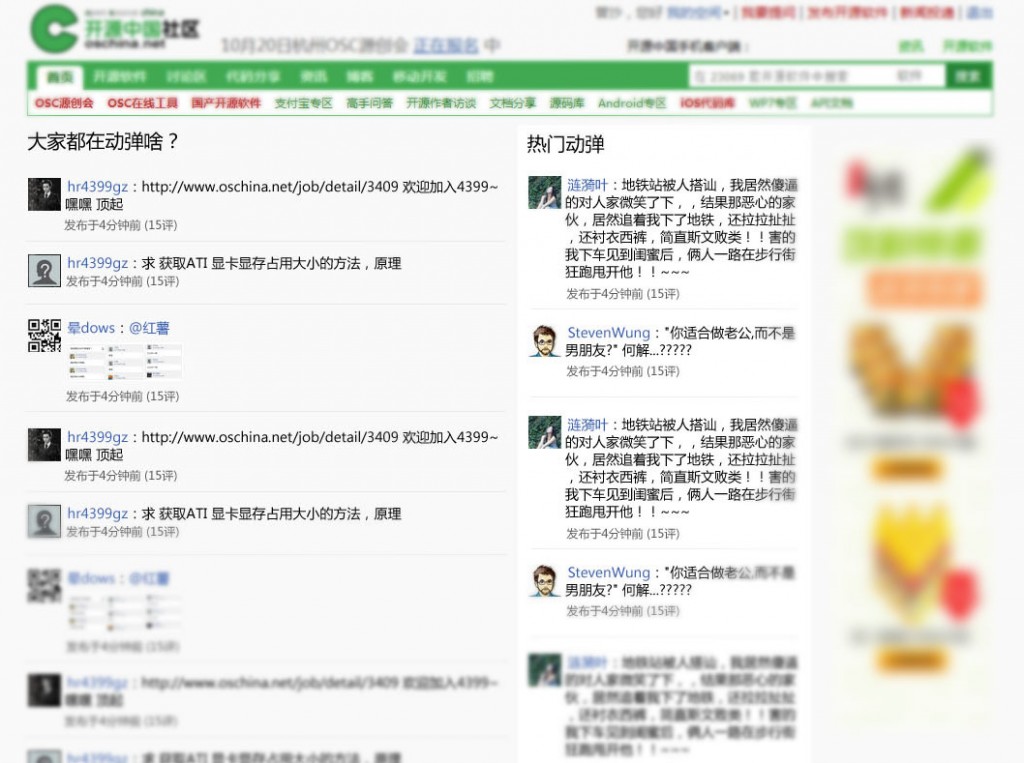 开源中国社区
oschina.net
10月20日杭州OSC源创会 正在报名 中
我的空间 | 我要提问 | 发布开源软件 | 新闻投递 | 退出
开源中国手机客户端：
资讯 开源软件
首页 开源软件 讨论区 代码分享 资讯 博客 移动开发 招聘
软件 搜索
OSC源创会 OSC在线工具 国产开源软件 支付宝专区 高手问答 开源作者访谈 文档分享 源码库 Android专区 iOS代码库 WP7专区 API文档
大家都在动弹啥？
hr4399gz：http://www.oschina.net/job/detail/3409 欢迎加入4399~
嘿嘿 顶起
发布于4分钟前 (15评)
hr4399gz：求 获取ATI 显卡显存占用大小的方法，原理
发布于4分钟前 (15评)
晕dows：@红薯
发布于4分钟前 (15评)
hr4399gz：http://www.oschina.net/job/detail/3409 欢迎加入4399~
嘿嘿 顶起
发布于4分钟前 (15评)
hr4399gz：求 获取ATI 显卡显存占用大小的方法，原理
发布于4分钟前 (15评)
晕dows：@红薯
发布于4分钟前 (15评)
hr4399gz：http://www.oschina.net/job/detail/3409 欢迎加入4399~
嘿嘿 顶起
发布于4分钟前 (15评)
hr4399gz：求 获取ATI 显卡显存占用大小的方法，原理
热门动弹
涟漪叶：地铁站被人搭讪，我居然傻逼
的对人家微笑了下，，结果那恶心的家
伙，居然追着我下了地铁，还拉拉扯扯
，还衬衣西裤，简直斯文败类！！害的
我下车见到闺蜜后，俩人一路在步行街
狂跑甩开他！！~~~
发布于4分钟前 (15评)
StevenWung："你适合做老公,而不是
男朋友?" 何解...?????
发布于4分钟前 (15评)
涟漪叶：地铁站被人搭讪，我居然傻逼
的对人家微笑了下，，结果那恶心的家
伙，居然追着我下了地铁，还拉拉扯扯
，还衬衣西裤，简直斯文败类！！害的
我下车见到闺蜜后，俩人一路在步行街
狂跑甩开他！！~~~
发布于4分钟前 (15评)
StevenWung："你适合做老公,而不是
男朋友?" 何解...?????
发布于4分钟前 (15评)
涟漪叶：地铁站被人搭讪，我居然傻逼
的对人家微笑了下，，结果那恶心的家
伙，居然追着我下了地铁，还拉拉扯扯
，还衬衣西裤，简直斯文败类！！害的
我下车见到闺蜜后，俩人一路在步行街
狂跑甩开他！！~~~